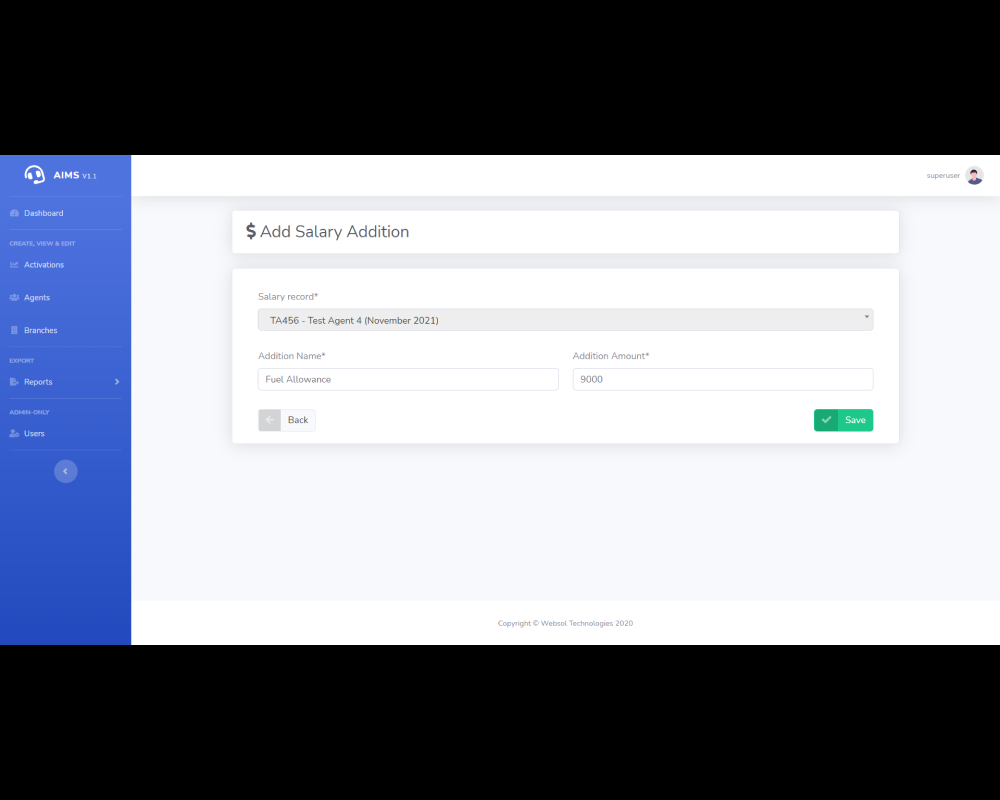 AIMS V1.1
superuser
Dashboard
CREATE, VIEW & EDIT
Activations
Agents
Branches
EXPORT
Reports
ADMIN-ONLY
Users
$ Add Salary Addition
Salary record*
TA456 - Test Agent 4 (November 2021)
Addition Name*
Addition Amount*
Fuel Allowance
9000
Back
Save
Copyright © Websol Technologies 2020